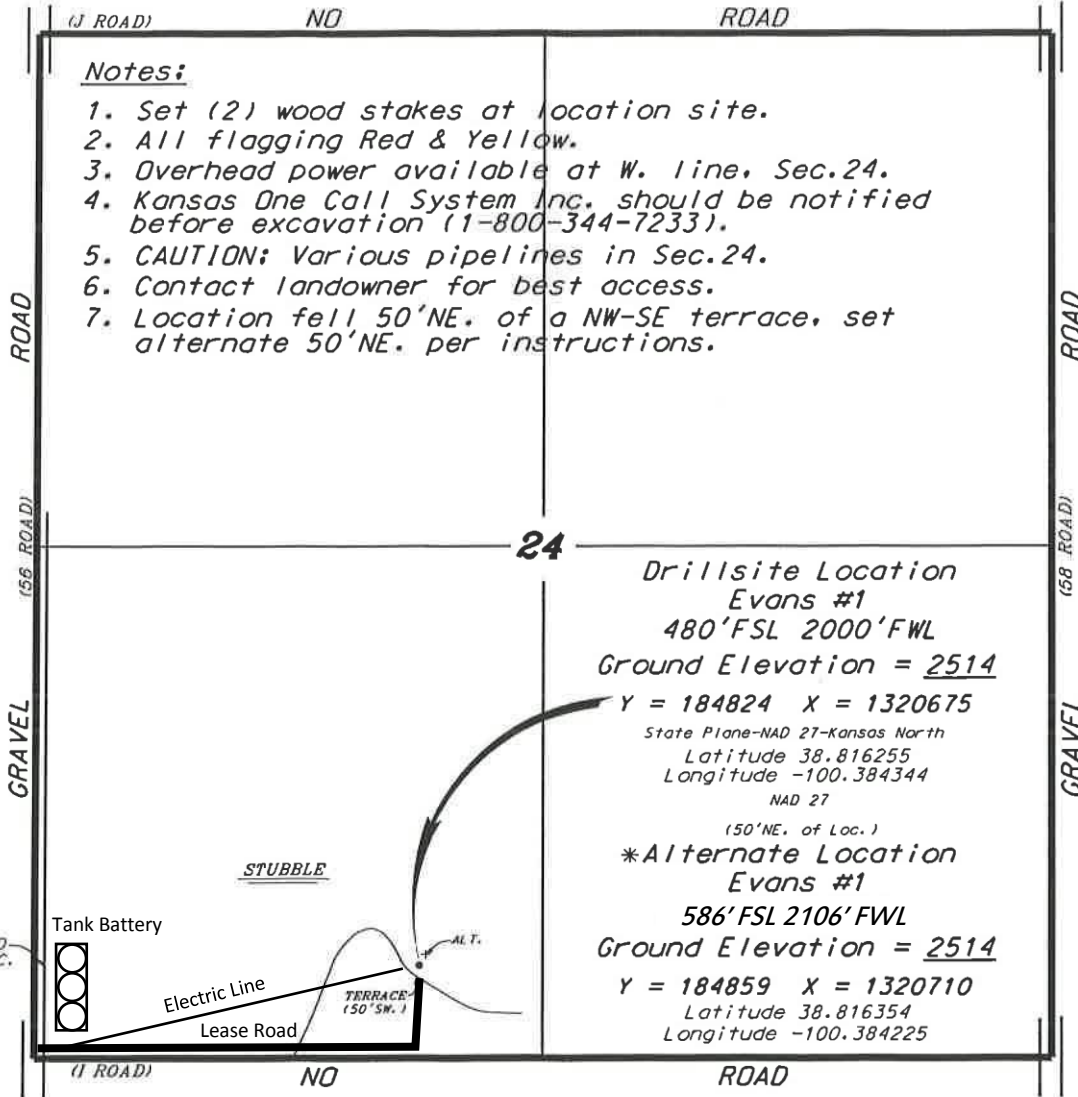 (J ROAD) NO ROAD
Notes:
1. Set (2) wood stakes at location site.
2. All flagging Red & Yellow.
3. Overhead power available at W. line, Sec.24.
4. Kansas One Call System Inc. should be notified
before excavation (1-800-344-7233).
5. CAUTION: Various pipelines in Sec.24.
6. Contact landowner for best access.
7. Location fell 50'NE. of a NW-SE terrace, set
alternate 50'NE. per instructions.
ROAD
ROAD
(56 ROAD)
(58 ROAD)
24
GRAVEL
GRAVEL
Drillsite Location
Evans #1
480'FSL 2000'FWL
Ground Elevation = 2514
Y = 184824 X = 1320675
State Plane-NAD 27-Kansas North
Latitude 38.816255
Longitude -100.384344
NAD 27
(50'NE. of Loc.)
*Alternate Location
Evans #1
586' FSL 2106' FWL
Ground Elevation = 2514
Y = 184859 X = 1320710
Latitude 38.816354
Longitude -100.384225
STUBBLE
Tank Battery
ALT.
Electric Line
TERRACE
(50'SW.)
Lease Road
(I ROAD) NO ROAD